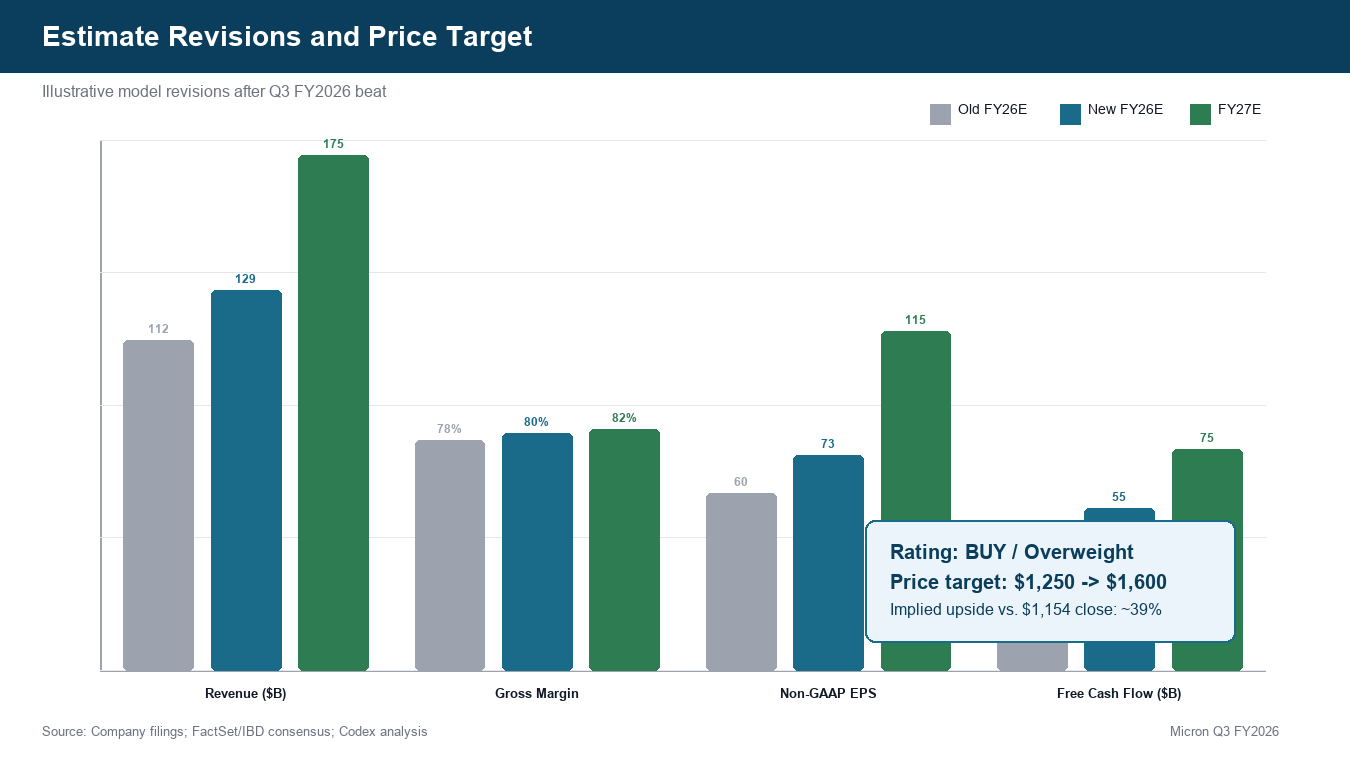 Estimate Revisions and Price Target
Illustrative model revisions after Q3 FY2026 beat
Old FY26E
New FY26E
FY27E
112
129
175
78%
80%
82%
60
73
115
55
75
Rating: BUY / Overweight
Price target: $1,250 -> $1,600
Implied upside vs. $1,154 close: ~39%
Revenue ($B)
Gross Margin
Non-GAAP EPS
Free Cash Flow ($B)
Source: Company filings; FactSet/IBD consensus; Codex analysis
Micron Q3 FY2026